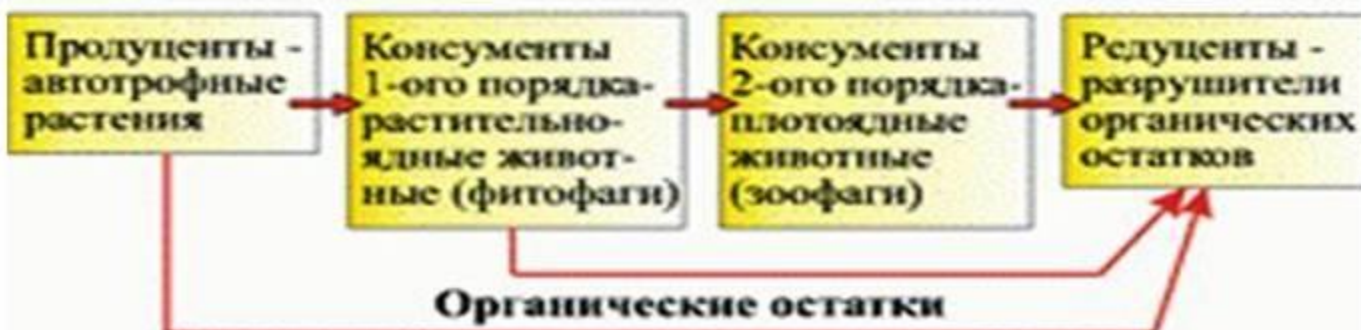 Продуценты -
автотрофные
растения
Консументы
1-ого порядка-
растительно-
ядные живот-
ные (фитофаги)
Консументы
2-ого порядка-
плотоядные
животные
(зоофаги)
Редуценты -
разрушители
органических
остатков
Органические остатки